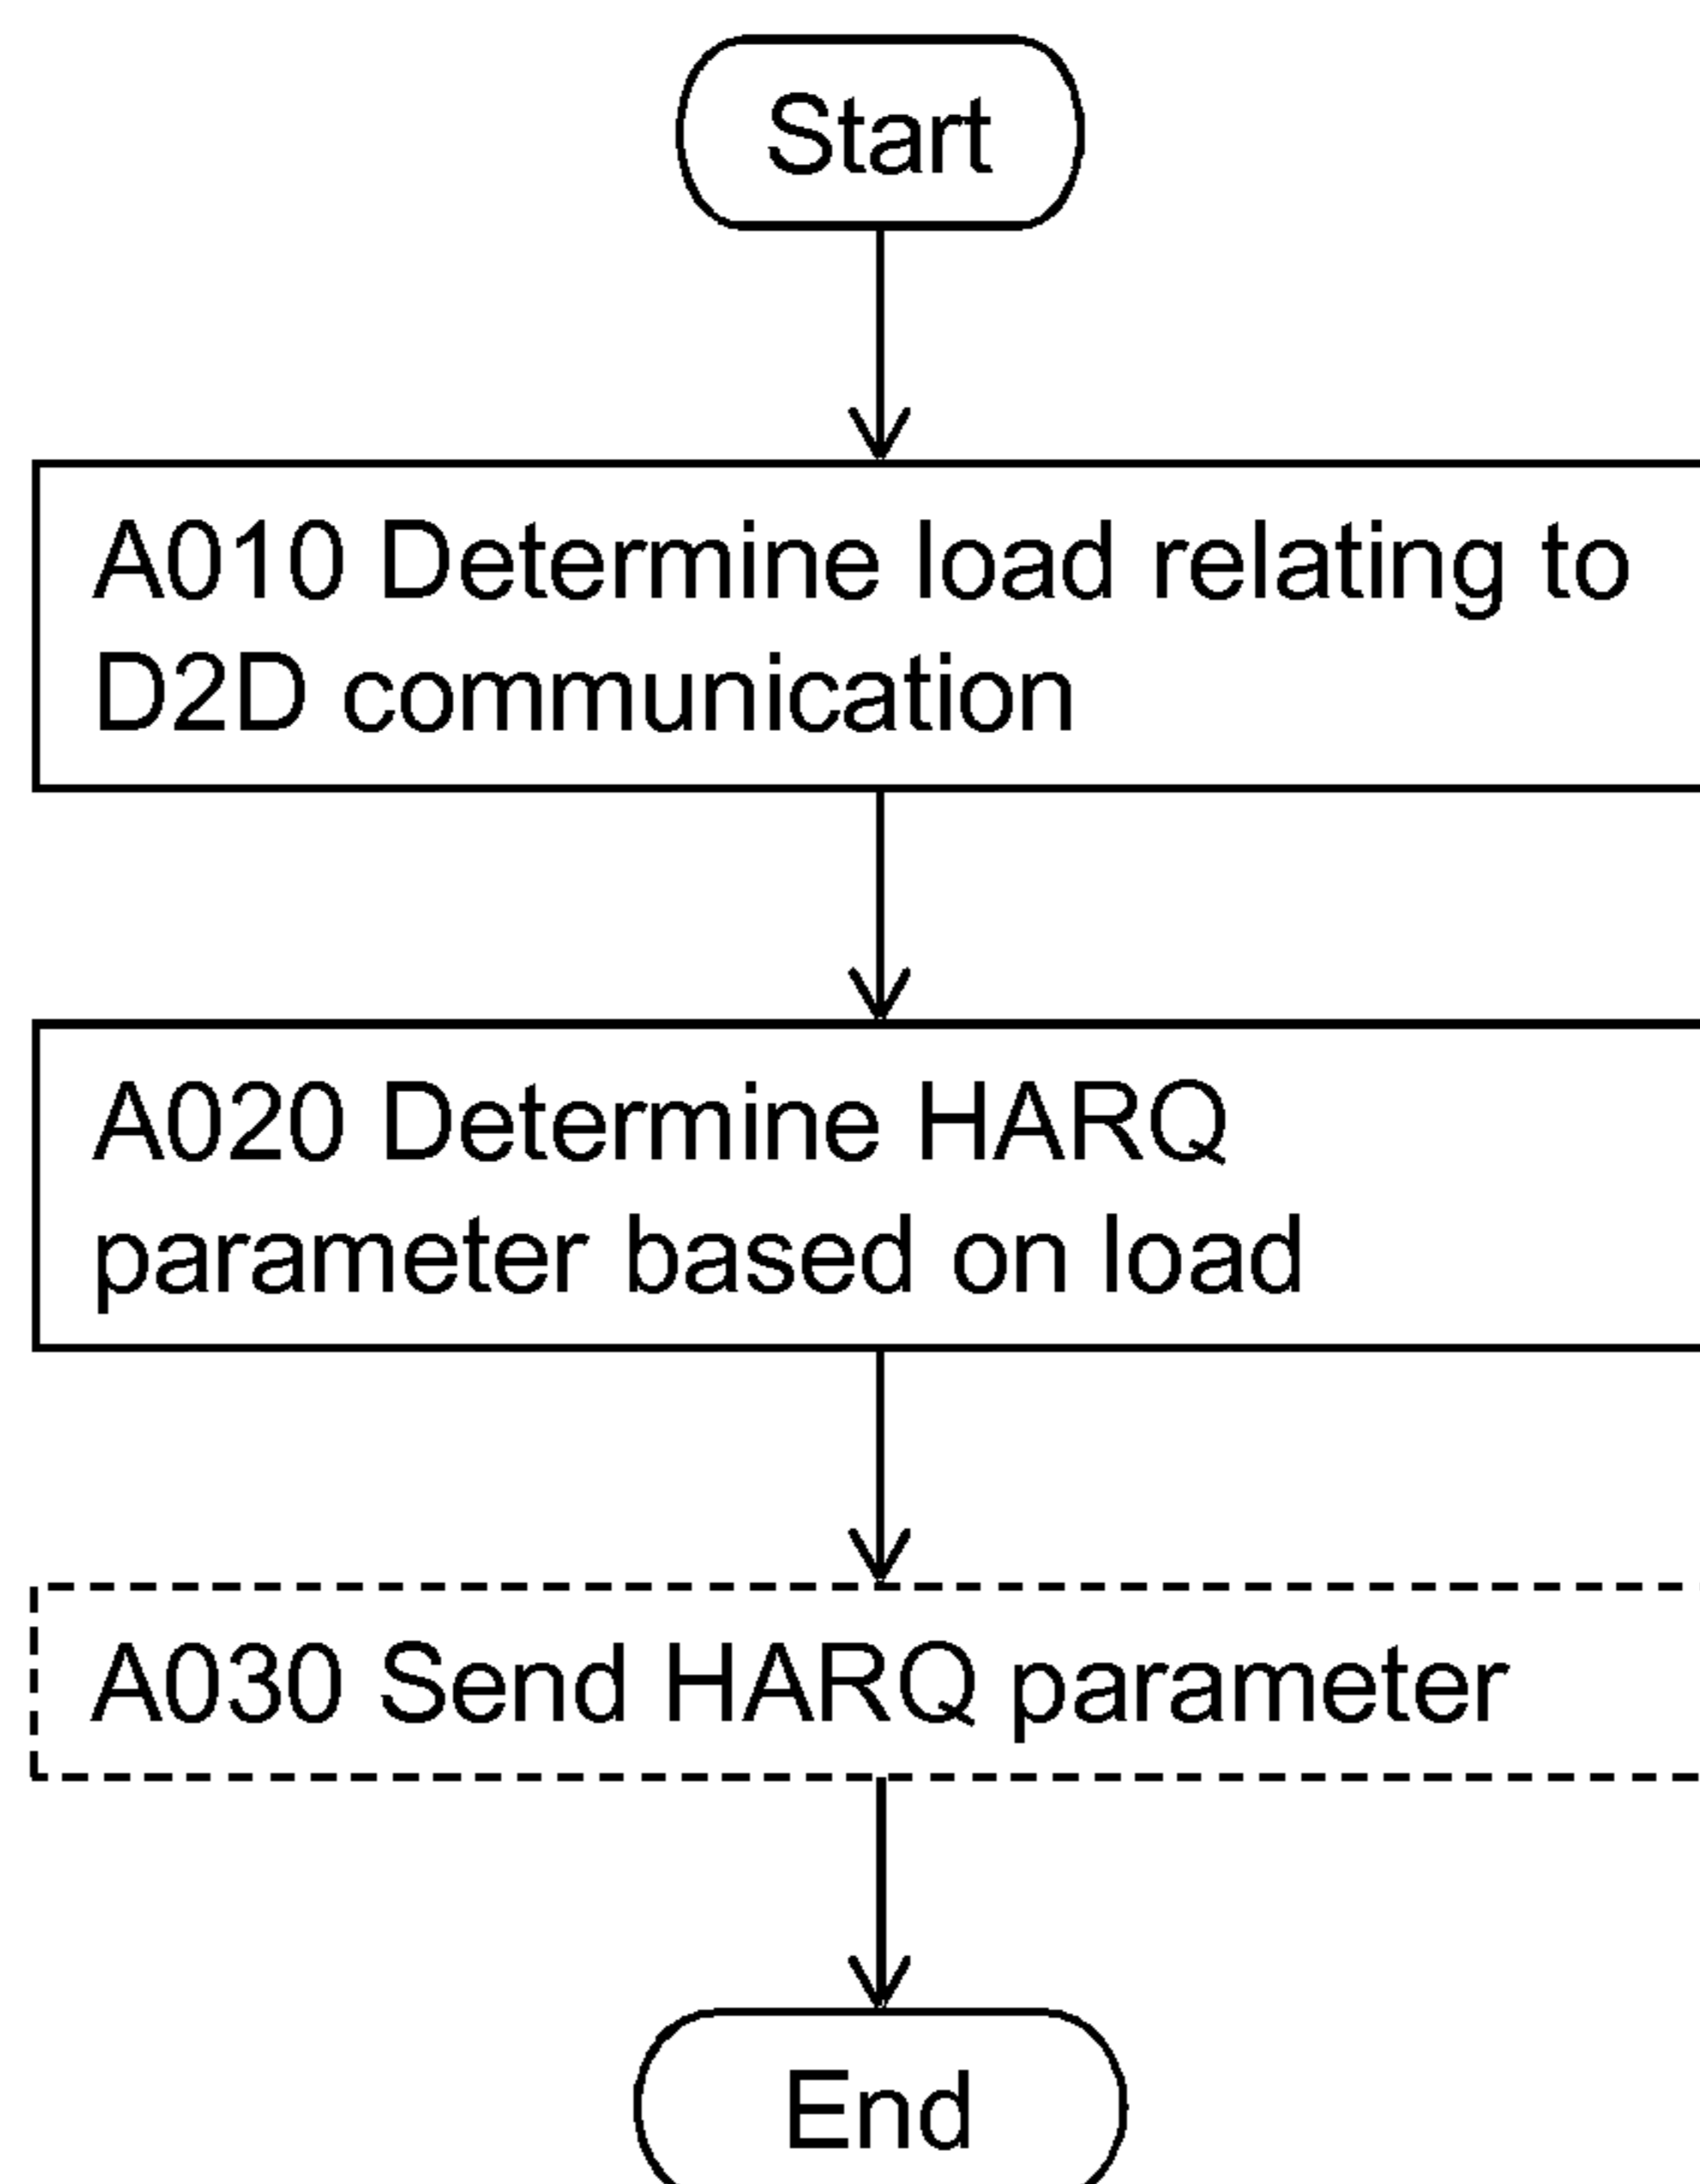 Start
A010 Determine load relating to
D2D communication
A020 Determine HARQ
parameter based on load
A030 Send HARQ parameter
End